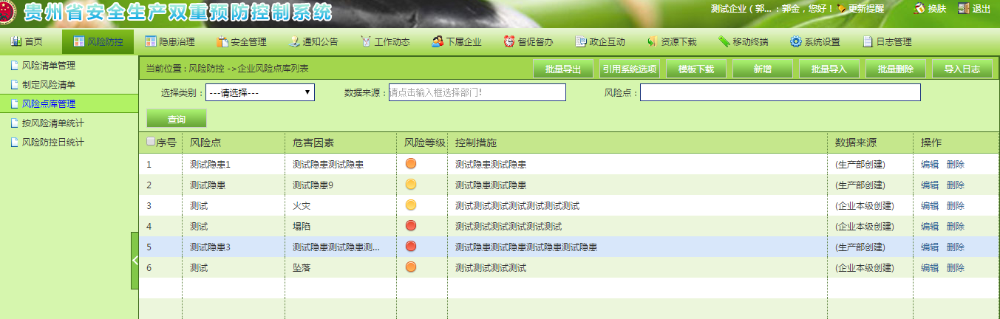 贵州省安全生产双重预防控制系统
测试企业（郭...：郭金，您好！ 更新提醒 换肤 退出
首页 风险防控 隐患治理 安全管理 通知公告 工作动态 下属企业 督促督办 政企互动 资源下载 移动终端 系统设置 日志管理
风险清单管理
制定风险清单
风险点库管理
按风险清单统计
风险防控日统计
当前位置：风险防控 ->企业风险点库列表 批量导出 引用系统选项 模板下载 新增 批量导入 批量删除 导入日志
选择类别： ---请选择--- 数据来源： 请点击输入框选择部门! 风险点：
查询
序号 风险点 危害因素 风险等级 控制措施 数据来源 操作
1 测试隐患1 测试隐患测试隐患 测试隐患测试隐患 (生产部创建) 编辑 删除
2 测试隐患 测试隐患9 测试隐患测试隐患 (生产部创建) 编辑 删除
3 测试 火灾 测试测试测试测试测试测试测试 (企业本级创建) 编辑 删除
4 测试 塌陷 测试测试测试测试测试测试 (企业本级创建) 编辑 删除
5 测试隐患3 测试隐患测试隐患测... 测试隐患测试隐患测试隐患测试隐患 (生产部创建) 编辑 删除
6 测试 坠落 测试测试测试测试 (企业本级创建) 编辑 删除